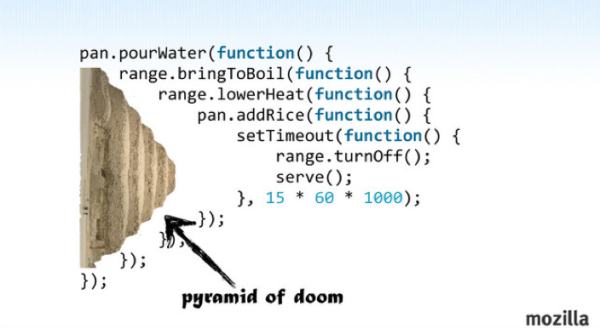 pan.pourWater(function() {
range.bringToBoil(function() {
range.lowerHeat(function() {
pan.addRice(function() {
setTimeout(function() {
range.turnOff();
serve();
}, 15 * 60 * 1000);
});
});
});
});
pyramid of doom
mozilla